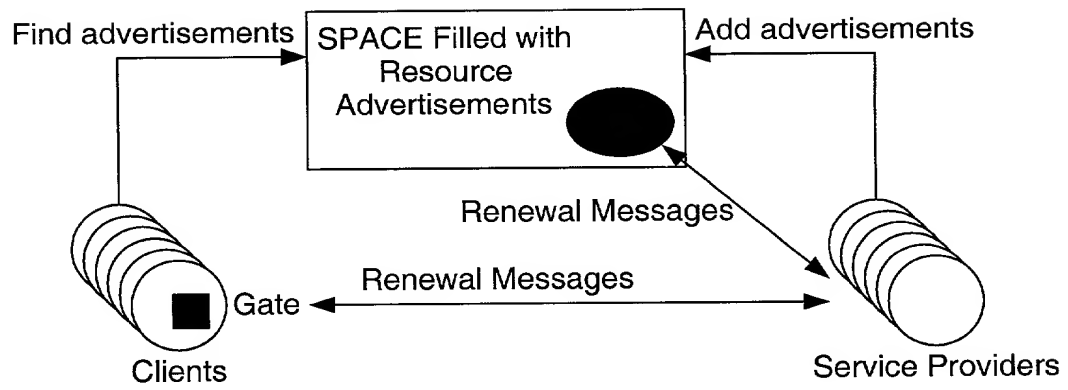 Find advertisements
SPACE Filled with
Resource
Advertisements
Add advertisements
Renewal Messages
Renewal Messages
Gate
Clients
Service Providers